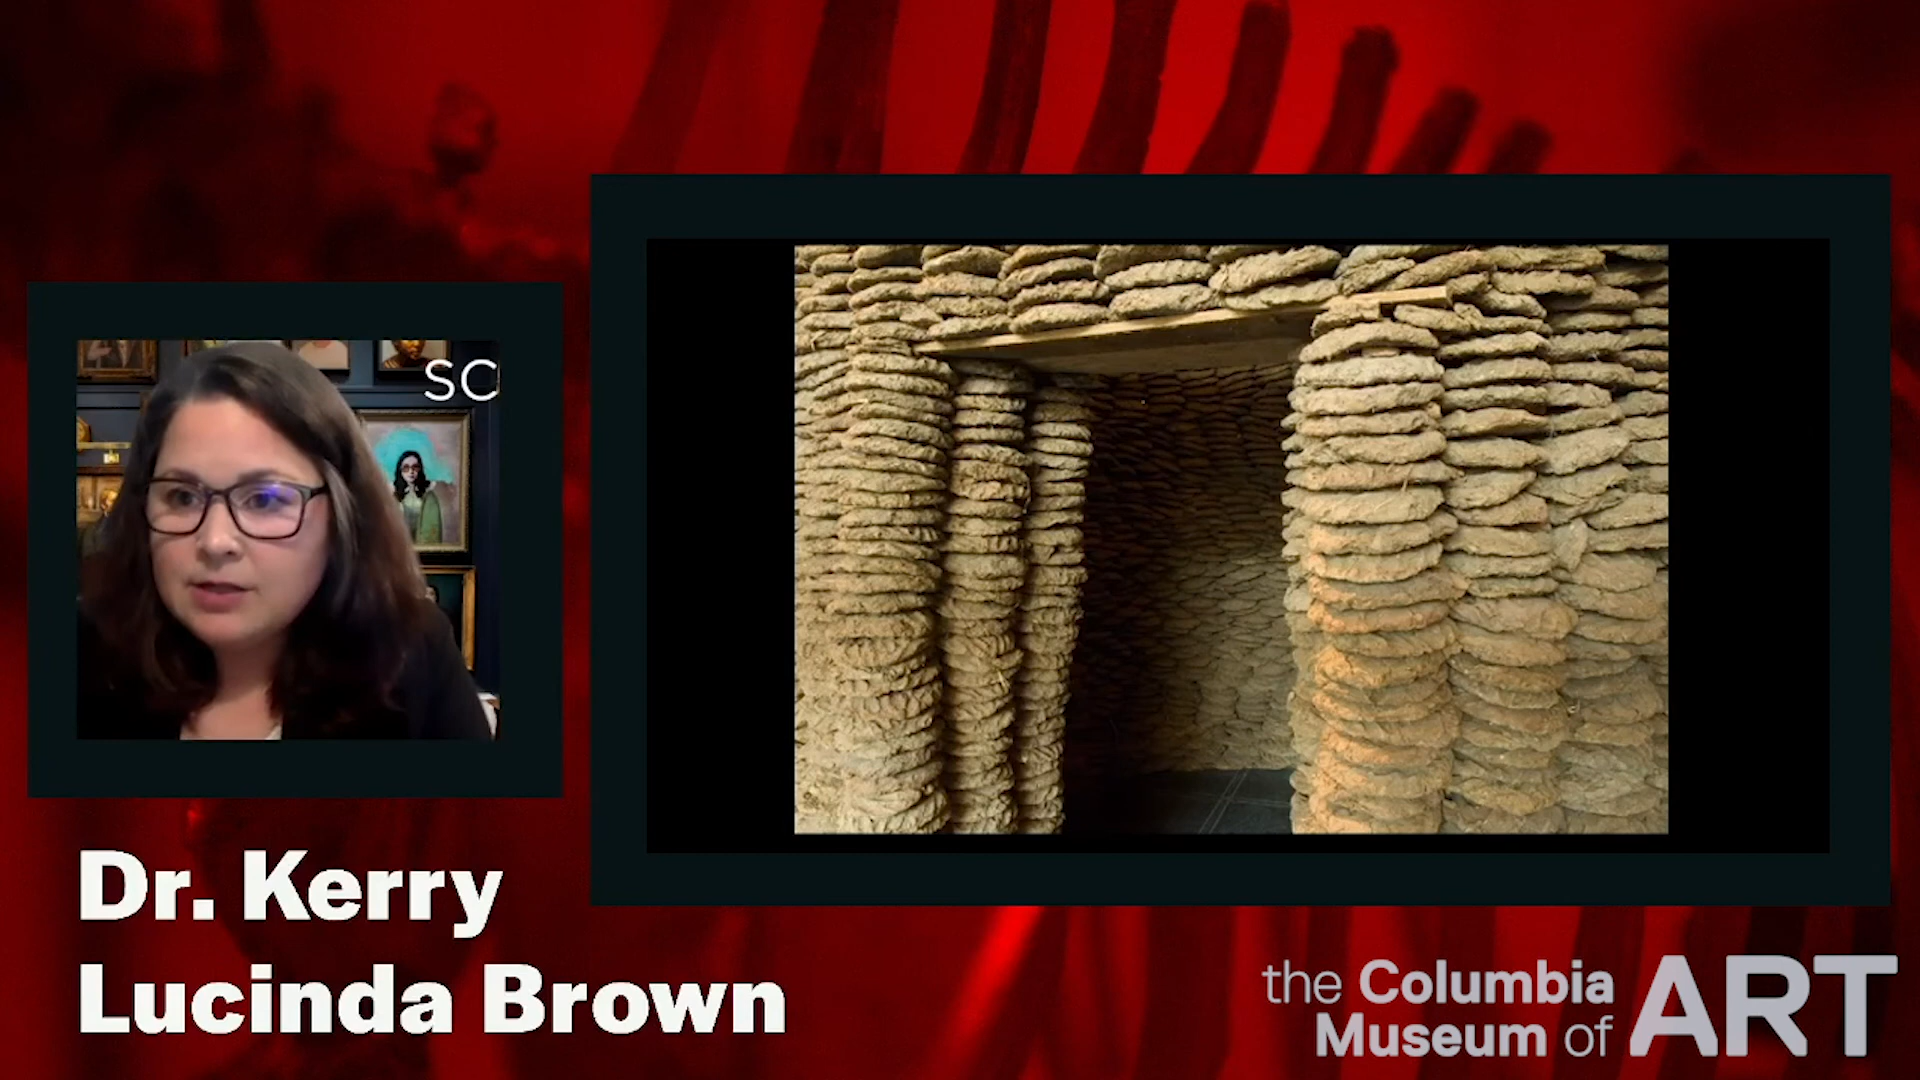 SC
Dr. Kerry
Lucinda Brown
the Columbia
Museum of
ART